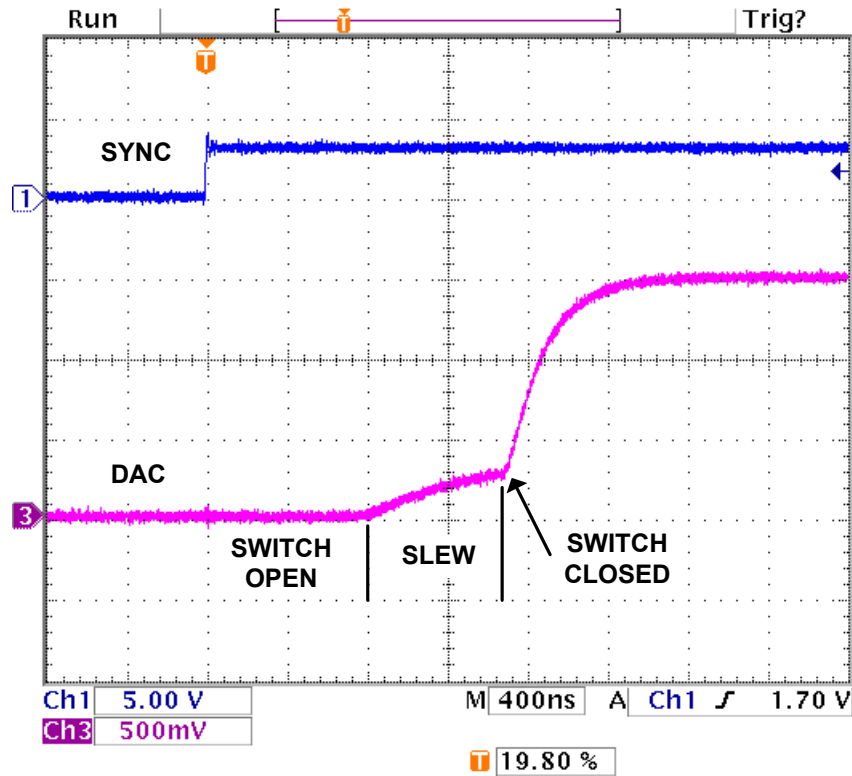 Run
T
Trig?
T
SYNC
1
DAC
3
SWITCH
OPEN
SLEW
SWITCH
CLOSED
Ch1 5.00 V
M 400ns A Ch1 1.70 V
Ch3 500mV
T 19.80 %